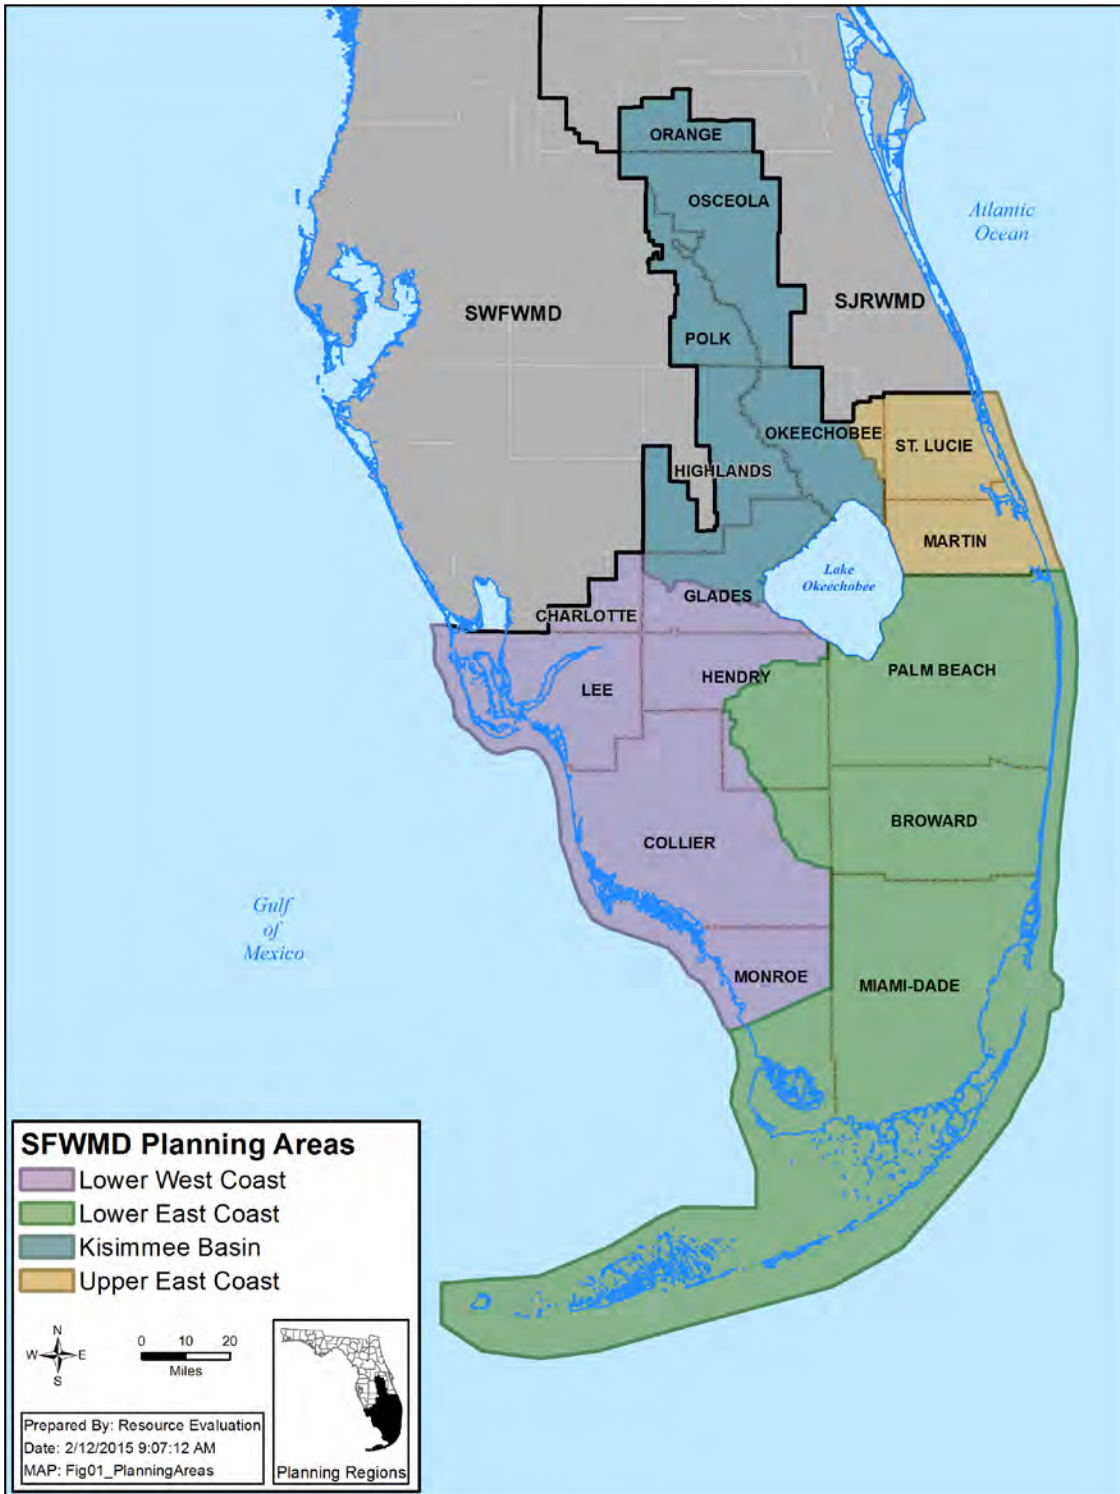 ORANGE
OSCEOLA
Atlantic
Ocean
SWFWMD
SJRWMD
POLK
OKEECHOBEE
ST. LUCIE
HIGHLANDS
MARTIN
Lake
Okeechobee
GLADES
CHARLOTTE
HENDRY
PALM BEACH
LEE
BROWARD
COLLIER
Gulf
of
Mexico
MONROE
MIAMI-DADE
SFWMD Planning Areas
Lower West Coast
Lower East Coast
Kisimmee Basin
Upper East Coast
N
W E
S
0 10 20
Miles
Prepared By: Resource Evaluation
Date: 2/12/2015 9:07:12 AM
MAP: Fig01_PlanningAreas
Planning Regions